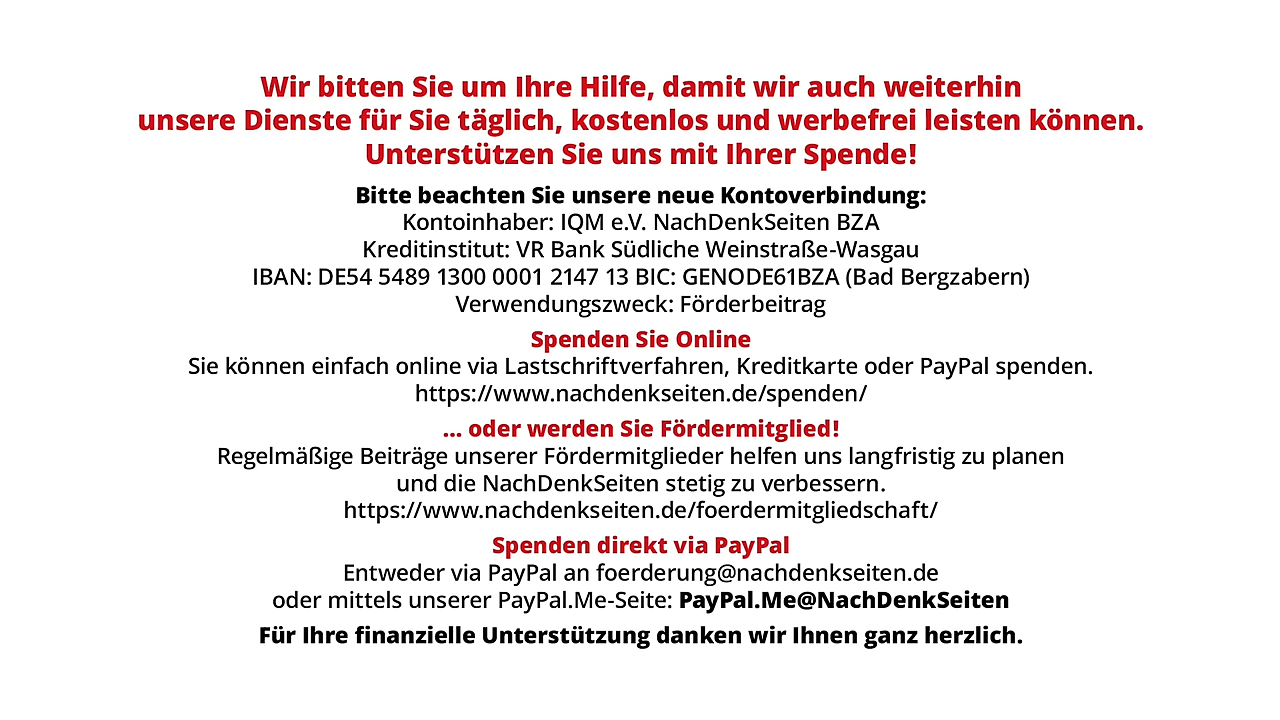 Wir bitten Sie um Ihre Hilfe, damit wir auch weiterhin
unsere Dienste für Sie täglich, kostenlos und werbefrei leisten können.
Unterstützen Sie uns mit Ihrer Spende!
Bitte beachten Sie unsere neue Kontoverbindung:
Kontoinhaber: IQM e.V. NachDenkSeiten BZA
Kreditinstitut: VR Bank Südliche Weinstraße-Wasgau
IBAN: DE54 5489 1300 0001 2147 13 BIC: GENODE61BZA (Bad Bergzabern)
Verwendungszweck: Förderbeitrag
Spenden Sie Online
Sie können einfach online via Lastschriftverfahren, Kreditkarte oder PayPal spenden.
https://www.nachdenkseiten.de/spenden/
... oder werden Sie Fördermitglied!
Regelmäßige Beiträge unserer Fördermitglieder helfen uns langfristig zu planen
und die NachDenkSeiten stetig zu verbessern.
https://www.nachdenkseiten.de/foerdermitgliedschaft/
Spenden direkt via PayPal
Entweder via PayPal an foerderung@nachdenkseiten.de
oder mittels unserer PayPal.Me-Seite: PayPal.Me@NachDenkSeiten
Für Ihre finanzielle Unterstützung danken wir Ihnen ganz herzlich.